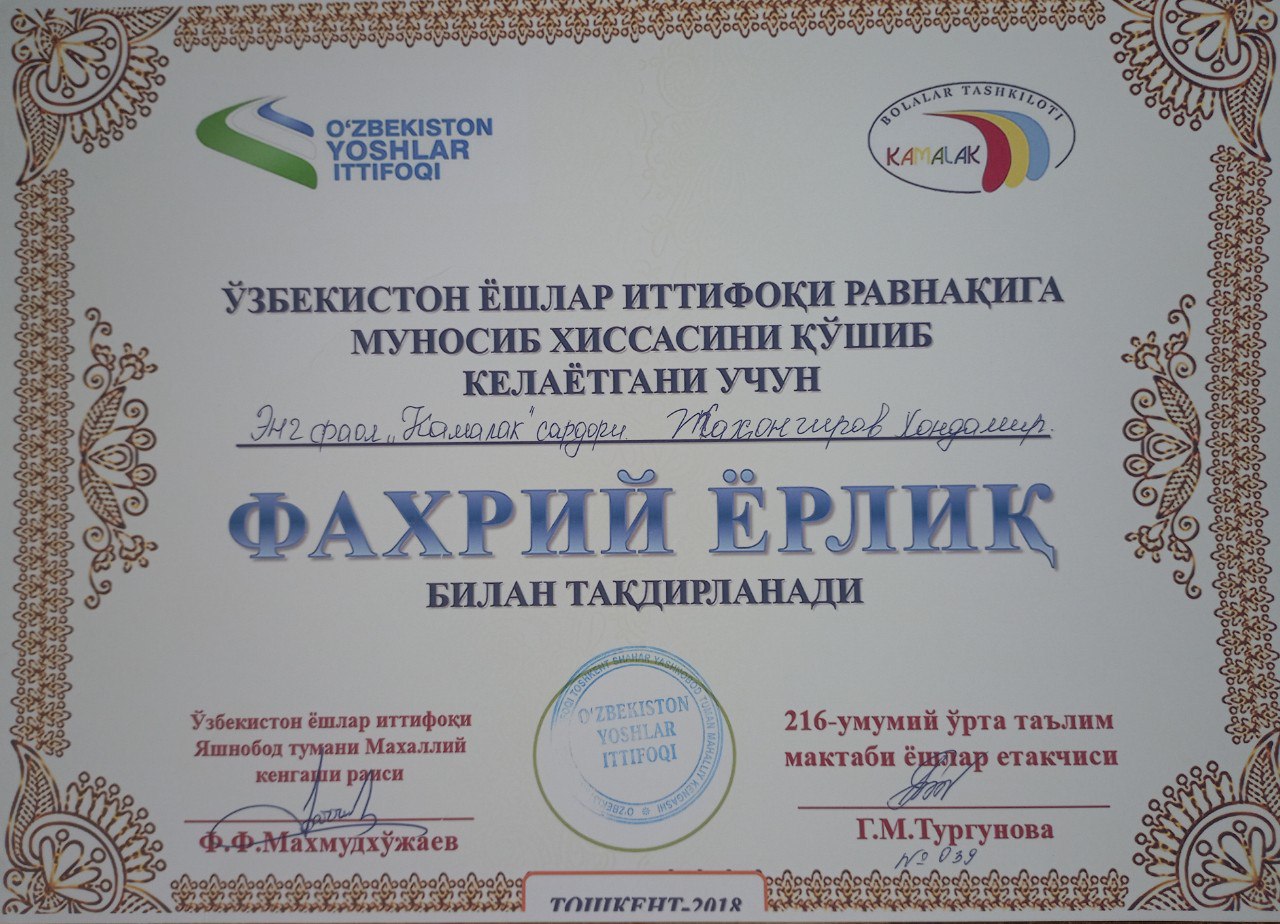 O‘ZBEKISTON
YOSHLAR
ITTIFOQI
BOLALAR TASHKILOTI
KAMALAK
ЎЗБЕКИСТОН ЁШЛАР ИТТИФОҚИ РАВНАҚИГА
МУНОСИБ ХИССАСИНИ ҚЎШИБ
КЕЛАЁТГАНИ УЧУН
Энг фаол „Камалак“ сардори. Жахонгиров Хондамир.
ФАХРИЙ ЁРЛИҚ
БИЛАН ТАҚДИРЛАНАДИ
Ўзбекистон ёшлар иттифоқи
Яшнобод тумани Махаллий
кенгаши раиси
Ф.Ф.Махмудхўжаев
TOSHKENT SHAHAR YASHNOBOD TUMAN MAHALLIY KENGASHI
O‘ZBEKISTON
YOSHLAR
ITTIFOQI
216-умумий ўрта таълим
мактаби ёшлар етакчиси
Г.М.Тургунова
№ 039
ТОШКЕНТ-2018